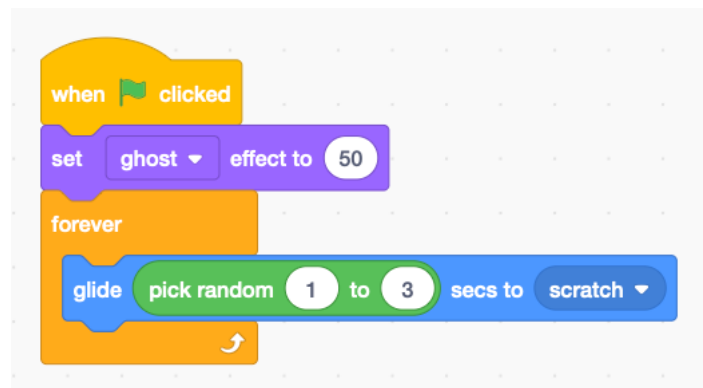 when clicked
set ghost effect to 50
forever
glide pick random 1 to 3 secs to scratch